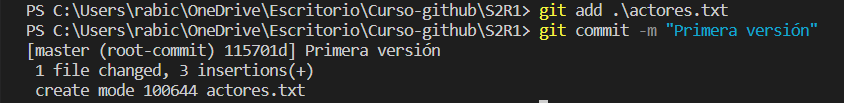 PS C:\Users\rabic\OneDrive\Escritorio\Curso-github\S2R1> git add .\actores.txt
PS C:\Users\rabic\OneDrive\Escritorio\Curso-github\S2R1> git commit -m "Primera versión"
[master (root-commit) 115701d] Primera versión
 1 file changed, 3 insertions(+)
 create mode 100644 actores.txt